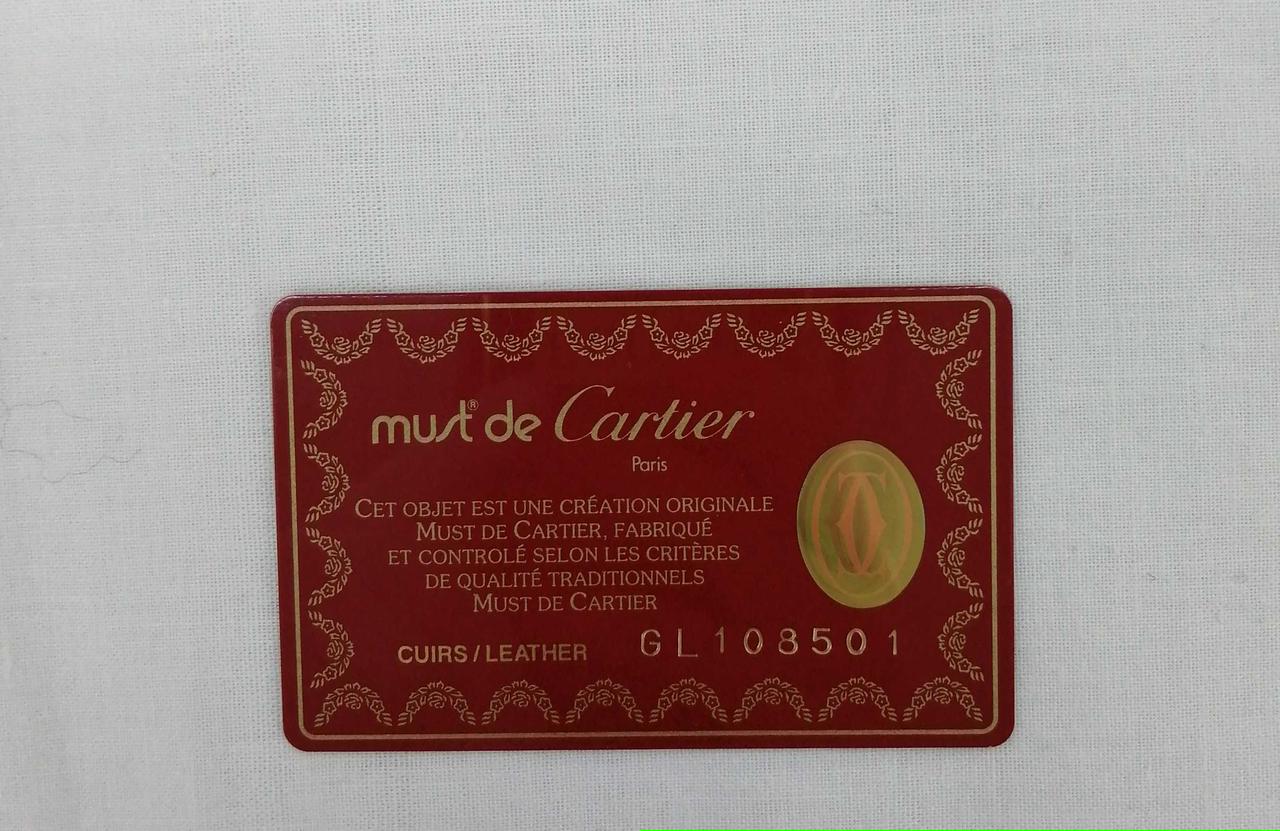 must® de Cartier
Paris
CET OBJET EST UNE CRÉATION ORIGINALE
MUST DE CARTIER, FABRIQUÉ
ET CONTROLÉ SELON LES CRITÈRES
DE QUALITÉ TRADITIONNELS
MUST DE CARTIER
CUIRS / LEATHER GL108501